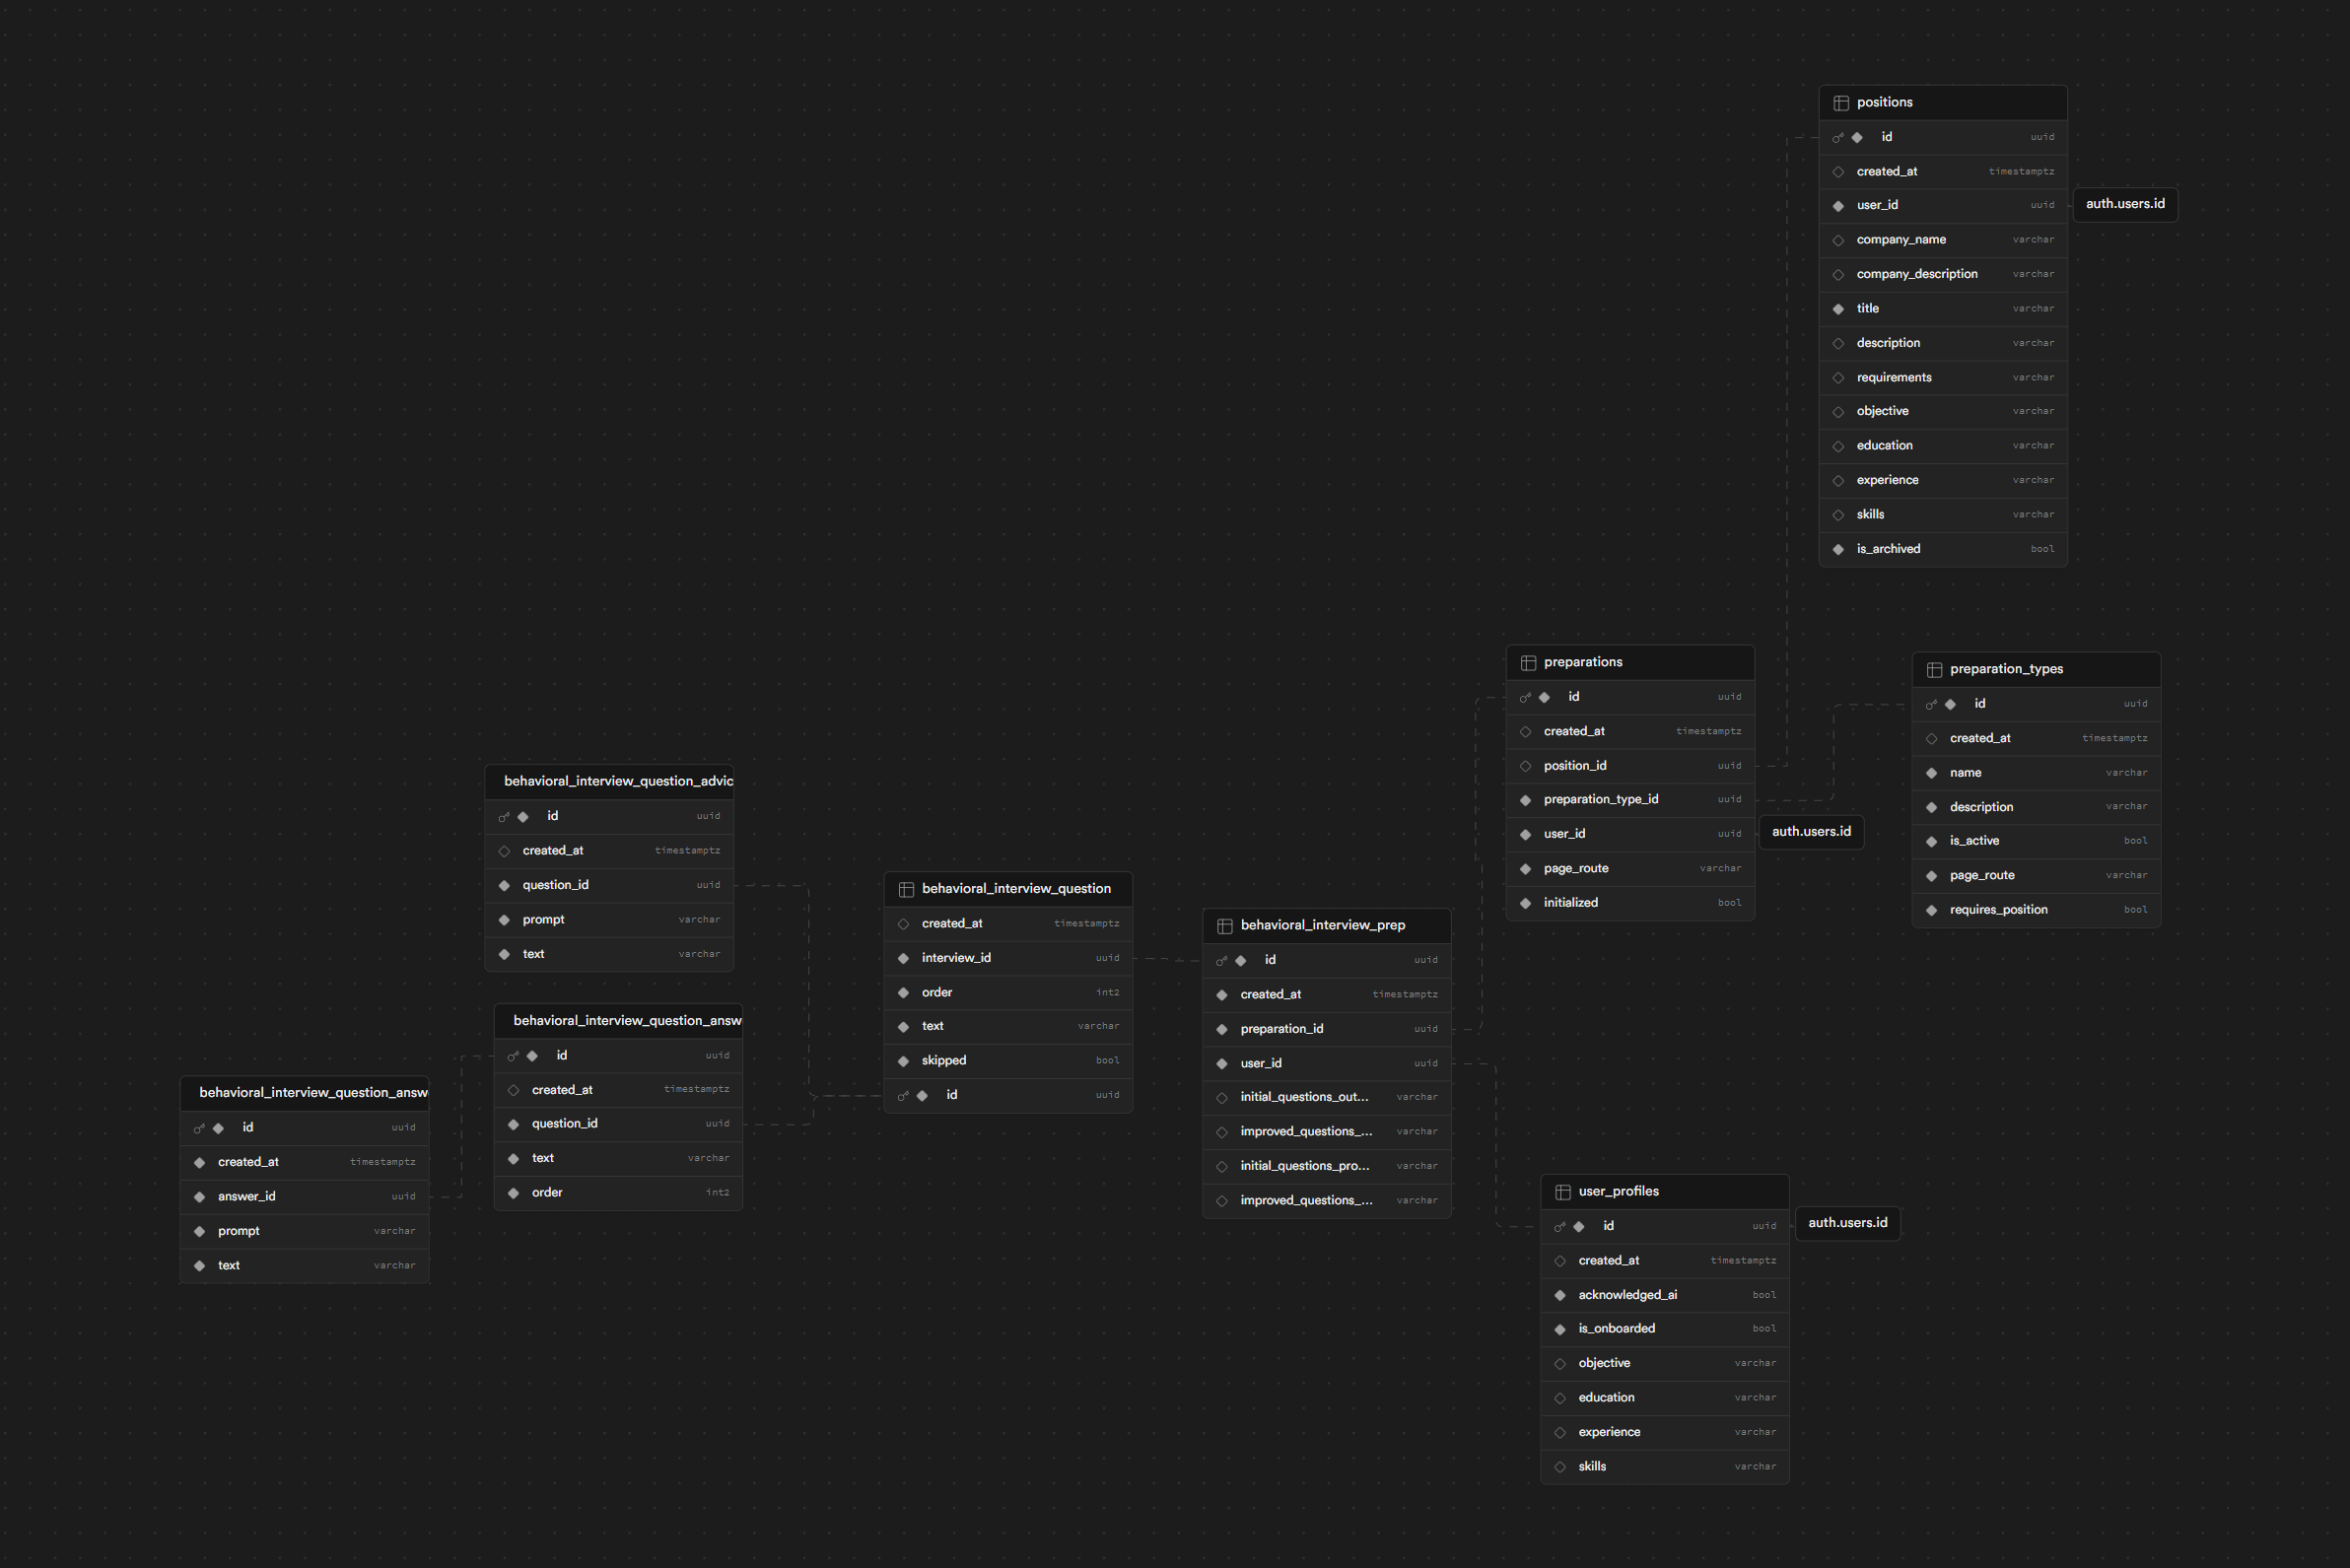 positions
id uuid
created_at timestamptz
user_id uuid
auth.users.id
company_name varchar
company_description varchar
title varchar
description varchar
requirements varchar
objective varchar
education varchar
experience varchar
skills varchar
is_archived bool
preparations
id uuid
created_at timestamptz
position_id uuid
preparation_type_id uuid
user_id uuid
auth.users.id
page_route varchar
initialized bool
preparation_types
id uuid
created_at timestamptz
name varchar
description varchar
is_active bool
page_route varchar
requires_position bool
behavioral_interview_question_advic
id uuid
created_at timestamptz
question_id uuid
prompt varchar
text varchar
behavioral_interview_question
created_at timestamptz
interview_id uuid
order int2
text varchar
skipped bool
id uuid
behavioral_interview_prep
id uuid
created_at timestamptz
preparation_id uuid
user_id uuid
initial_questions_out... varchar
improved_questions_... varchar
initial_questions_pro... varchar
improved_questions_... varchar
behavioral_interview_question_answ
id uuid
created_at timestamptz
question_id uuid
text varchar
order int2
behavioral_interview_question_answ
id uuid
created_at timestamptz
answer_id uuid
prompt varchar
text varchar
user_profiles
id uuid
auth.users.id
created_at timestamptz
acknowledged_ai bool
is_onboarded bool
objective varchar
education varchar
experience varchar
skills varchar